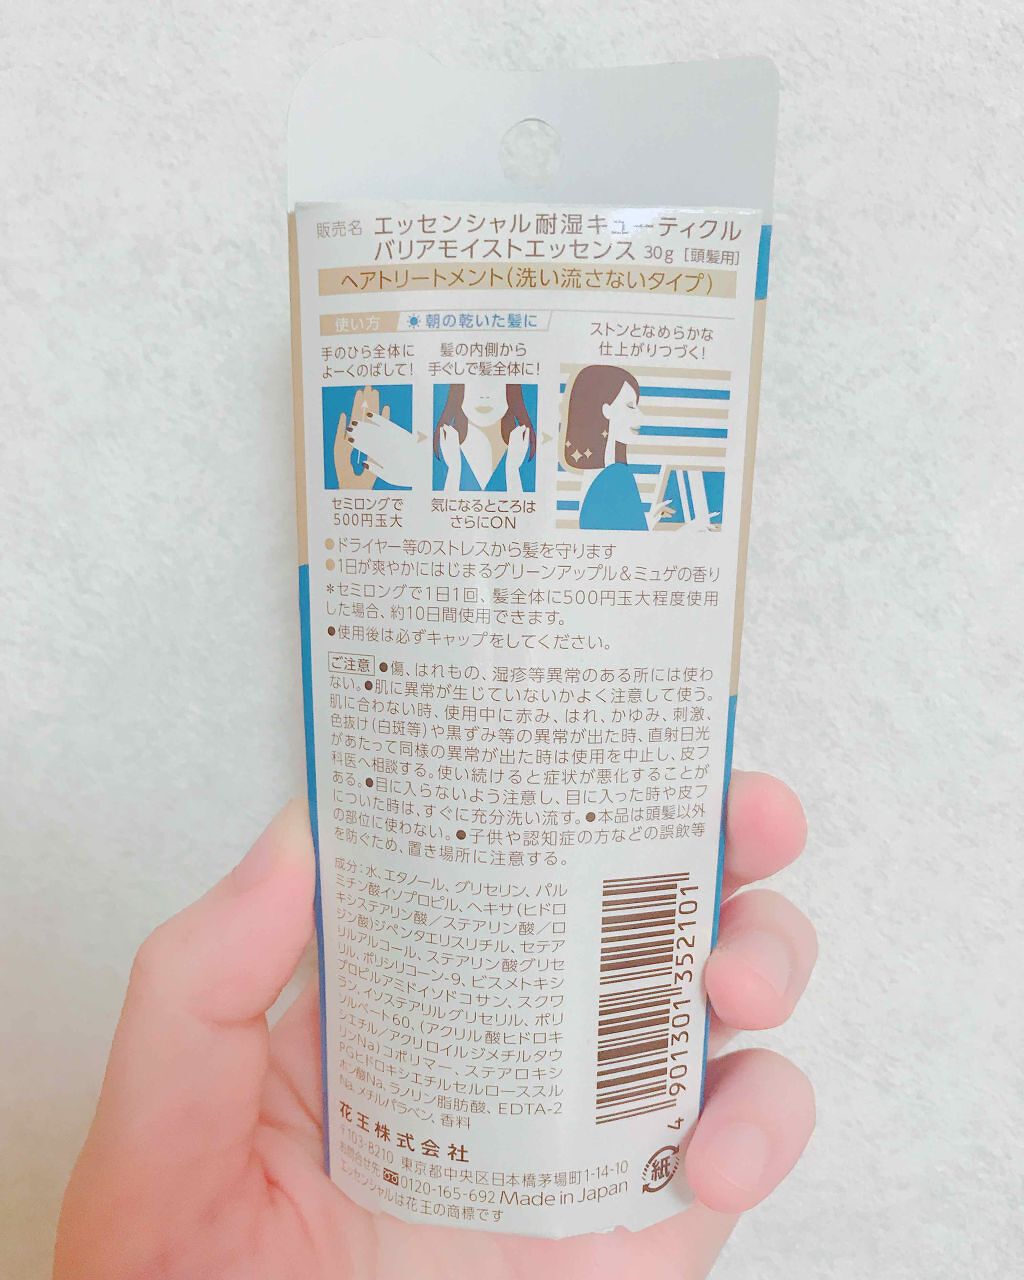 販売名 エッセンシャル耐湿キューティクル
バリアモイストエッセンス 30g [頭髪用]
ヘアトリートメント(洗い流さないタイプ)
使い方 朝の乾いた髪に
手のひら全体に
よーくのばして!
髪の内側から
手ぐしで髪全体に!
ストンとなめらかな
仕上がりつづく!
セミロングで
500円玉大
気になるところは
さらにON
●ドライヤー等のストレスから髪を守ります
●1日が爽やかにはじまるグリーンアップル&ミュゲの香り
*セミロングで1日1回、髪全体に500円玉大程度使用
した場合、約10日間使用できます。
●使用後は必ずキャップをしてください。
ご注意 ●傷、はれもの、湿疹等異常のある所には使わ
ない。●肌に異常が生じていないかよく注意して使う。
肌に合わない時、使用中に赤み、はれ、かゆみ、刺激、
色抜け(白斑等)や黒ずみ等の異常が出た時、直射日光
があたって同様の異常が出た時は使用を中止し、皮フ
科医へ相談する。使い続けると症状が悪化することが
ある。●目に入らないよう注意し、目に入った時や皮フ
についた時は、すぐに充分洗い流す。●本品は頭髪以外
の部位に使わない。●子供や認知症の方などの誤飲等
を防ぐため、置き場所に注意する。
成分:水、エタノール、グリセリン、パル
ミチン酸イソプロピル、ヘキサ(ヒドロ
キシステアリン酸/ステアリン酸/ロ
ジン酸)ジペンタエリスリチル、セテア
リルアルコール、ステアリン酸グリセ
リル、ポリシリコーン-9、ビスメトキシ
プロピルアミドイソドコサン、スクワ
ラン、イソステアリルグリセリル、ポリ
ソルベート60、(アクリル酸ヒドロキ
シエチル/アクリロイルジメチルタウ
リンNa)コポリマー、ステアロキシ
PGヒドロキシエチルセルローススル
ホン酸Na、ラノリン脂肪酸、EDTA-2
Na、メチルパラベン、香料
4 901301 352101
花王株式会社
〒103-8210 東京都中央区日本橋茅場町1-14-10
お問合せ先 0120-165-692 Made in Japan
エッセンシャルは花王の商標です
紙